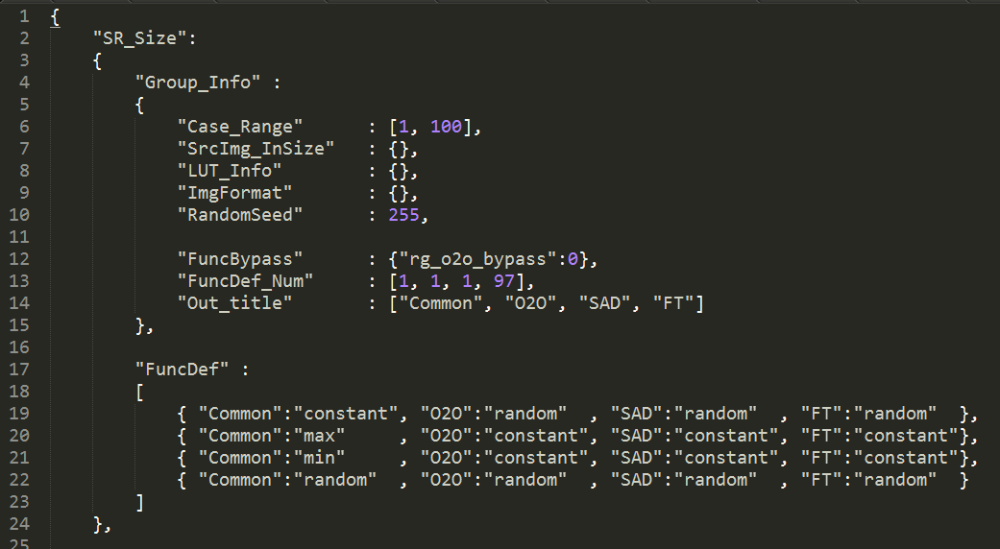 1 {
2     "SR_Size":
3     {
4         "Group_Info" :
5         {
6             "Case_Range"      : [1, 100],
7             "SrcImg_InSize"   : {},
8             "LUT_Info"        : {},
9             "ImgFormat"       : {},
10             "RandomSeed"      : 255,
11
12             "FuncBypass"      : {"rg_o2o_bypass":0},
13             "FuncDef_Num"     : [1, 1, 1, 97],
14             "Out_title"       : ["Common", "O2O", "SAD", "FT"]
15         },
16
17         "FuncDef" :
18         [
19             { "Common":"constant", "O2O":"random"  , "SAD":"random"  , "FT":"random"  },
20             { "Common":"max"     , "O2O":"constant", "SAD":"constant", "FT":"constant"},
21             { "Common":"min"     , "O2O":"constant", "SAD":"constant", "FT":"constant"},
22             { "Common":"random"  , "O2O":"random"  , "SAD":"random"  , "FT":"random"  }
23         ]
24     },
25